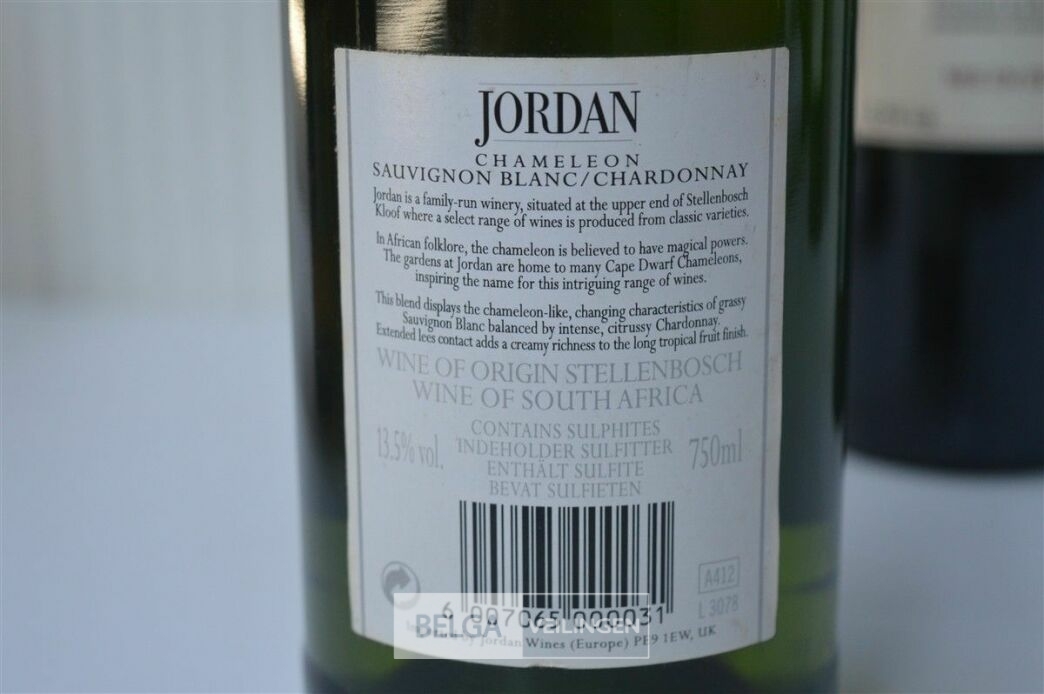 JORDAN
CHAMELEON
SAUVIGNON BLANC/CHARDONNAY
Jordan is a family-run winery, situated at the upper end of Stellenbosch
Kloof where a select range of wines is produced from classic varieties.
In African folklore, the chameleon is believed to have magical powers.
The gardens at Jordan are home to many Cape Dwarf Chameleons,
inspiring the name for this intriguing range of wines.
This blend displays the chameleon-like, changing characteristics of grassy
Sauvignon Blanc balanced by intense, citrussy Chardonnay.
Extended lees contact adds a creamy richness to the long tropical fruit finish.
WINE OF ORIGIN STELLENBOSCH
WINE OF SOUTH AFRICA
13.5% vol.
CONTAINS SULPHITES
INDEHOLDER SULFITTER
ENTHÄLT SULFITE
BEVAT SULFIETEN
750ml
A412
L 3078
6 007065 000031
BELGA VEILINGEN
by Jordan Wines (Europe) PE9 1EW, UK